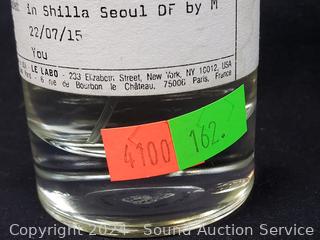 in Shilla Seoul DF by M
22/07/15
You
LE LABO - 233 Elizabeth Street, New York, NY 10012, USA
6 rue de Bourbon le Château, 75006 Paris, France
4100 162.
Copyright © 2024 - Sound Auction Service